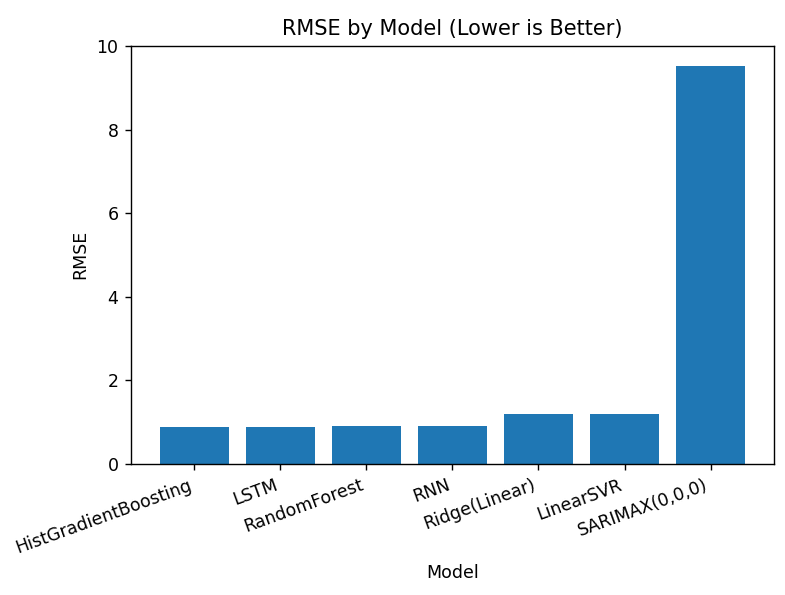 RMSE by Model (Lower is Better)
10
8
6
4
2
0
RMSE
HistGradientBoosting
LSTM
RandomForest
RNN
Ridge(Linear)
LinearSVR
SARIMAX(0,0,0)
Model